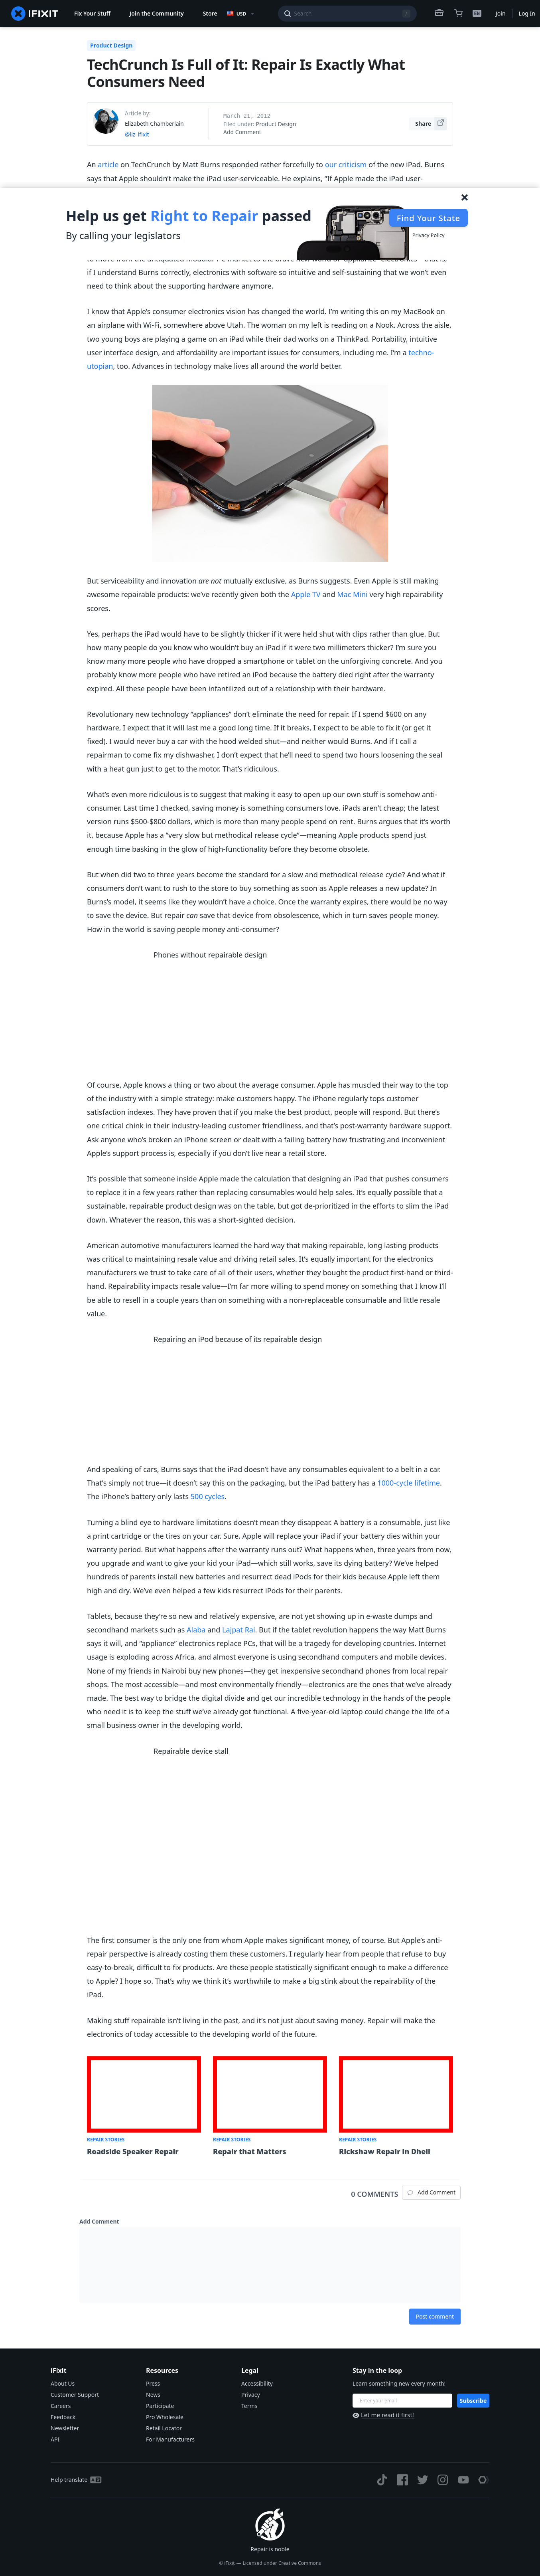 IFIXIT
Fix Your Stuff
Join the Community
Store
USD
Search
/
Join
Log In
Product Design
TechCrunch Is Full of It: Repair Is Exactly What
Consumers Need
Article by:
Elizabeth Chamberlain
@liz_ifixit
March 21, 2012
Filed under: Product Design
Add Comment
Share
An article on TechCrunch by Matt Burns responded rather forcefully to our criticism of the new iPad. Burns
says that Apple shouldn’t make the iPad user-serviceable. He explains, “If Apple made the iPad user-
Help us get Right to Repair passed
By calling your legislators
Find Your State
Privacy Policy
if I understand Burns correctly, electronics with software so intuitive and self-sustaining that we won’t even
need to think about the supporting hardware anymore.
I know that Apple’s consumer electronics vision has changed the world. I’m writing this on my MacBook on
an airplane with Wi-Fi, somewhere above Utah. The woman on my left is reading on a Nook. Across the aisle,
two young boys are playing a game on an iPad while their dad works on a ThinkPad. Portability, intuitive
user interface design, and affordability are important issues for consumers, including me. I’m a techno-
utopian, too. Advances in technology make lives all around the world better.
But serviceability and innovation are not mutually exclusive, as Burns suggests. Even Apple is still making
awesome repairable products: we’ve recently given both the Apple TV and Mac Mini very high repairability
scores.
Yes, perhaps the iPad would have to be slightly thicker if it were held shut with clips rather than glue. But
how many people do you know who wouldn’t buy an iPad if it were two millimeters thicker? I’m sure you
know many more people who have dropped a smartphone or tablet on the unforgiving concrete. And you
probably know more people who have retired an iPod because the battery died right after the warranty
expired. All these people have been infantilized out of a relationship with their hardware.
Revolutionary new technology “appliances” don’t eliminate the need for repair. If I spend $600 on any
hardware, I expect that it will last me a good long time. If it breaks, I expect to be able to fix it (or get it
fixed). I would never buy a car with the hood welded shut—and neither would Burns. And if I call a
repairman to come fix my dishwasher, I don’t expect that he’ll need to spend two hours loosening the seal
with a heat gun just to get to the motor. That’s ridiculous.
What’s even more ridiculous is to suggest that making it easy to open up our own stuff is somehow anti-
consumer. Last time I checked, saving money is something consumers love. iPads aren’t cheap; the latest
version runs $500-$800 dollars, which is more than many people spend on rent. Burns argues that it’s worth
it, because Apple has a “very slow but methodical release cycle”—meaning Apple products spend just
enough time basking in the glow of high-functionality before they become obsolete.
But when did two to three years become the standard for a slow and methodical release cycle? And what if
consumers don’t want to rush to the store to buy something as soon as Apple releases a new update? In
Burns’s model, it seems like they wouldn’t have a choice. Once the warranty expires, there would be no way
to save the device. But repair can save that device from obsolescence, which in turn saves people money.
How in the world is saving people money anti-consumer?
Phones without repairable design
Of course, Apple knows a thing or two about the average consumer. Apple has muscled their way to the top
of the industry with a simple strategy: make customers happy. The iPhone regularly tops customer
satisfaction indexes. They have proven that if you make the best product, people will respond. But there’s
one critical chink in their industry-leading customer friendliness, and that’s post-warranty hardware support.
Ask anyone who’s broken an iPhone screen or dealt with a failing battery how frustrating and inconvenient
Apple’s support process is, especially if you don’t live near a retail store.
It’s possible that someone inside Apple made the calculation that designing an iPad that pushes consumers
to replace it in a few years rather than replacing consumables would help sales. It’s equally possible that a
sustainable, repairable product design was on the table, but got de-prioritized in the efforts to slim the iPad
down. Whatever the reason, this was a short-sighted decision.
American automotive manufacturers learned the hard way that making repairable, long lasting products
was critical to maintaining resale value and driving retail sales. It’s equally important for the electronics
manufacturers we trust to take care of all of their users, whether they bought the product first-hand or third-
hand. Repairability impacts resale value—I’m far more willing to spend money on something that I know I’ll
be able to resell in a couple years than on something with a non-replaceable consumable and little resale
value.
Repairing an iPod because of its repairable design
And speaking of cars, Burns says that the iPad doesn’t have any consumables equivalent to a belt in a car.
That’s simply not true—it doesn’t say this on the packaging, but the iPad battery has a 1000-cycle lifetime.
The iPhone’s battery only lasts 500 cycles.
Turning a blind eye to hardware limitations doesn’t mean they disappear. A battery is a consumable, just like
a print cartridge or the tires on your car. Sure, Apple will replace your iPad if your battery dies within your
warranty period. But what happens after the warranty runs out? What happens when, three years from now,
you upgrade and want to give your kid your iPad—which still works, save its dying battery? We’ve helped
hundreds of parents install new batteries and resurrect dead iPods for their kids because Apple left them
high and dry. We’ve even helped a few kids resurrect iPods for their parents.
Tablets, because they’re so new and relatively expensive, are not yet showing up in e-waste dumps and
secondhand markets such as Alaba and Lajpat Rai. But if the tablet revolution happens the way Matt Burns
says it will, and “appliance” electronics replace PCs, that will be a tragedy for developing countries. Internet
usage is exploding across Africa, and almost everyone is using secondhand computers and mobile devices.
None of my friends in Nairobi buy new phones—they get inexpensive secondhand phones from local repair
shops. The most accessible—and most environmentally friendly—electronics are the ones that we’ve already
made. The best way to bridge the digital divide and get our incredible technology in the hands of the people
who need it is to keep the stuff we’ve already got functional. A five-year-old laptop could change the life of a
small business owner in the developing world.
Repairable device stall
The first consumer is the only one from whom Apple makes significant money, of course. But Apple’s anti-
repair perspective is already costing them these customers. I regularly hear from people that refuse to buy
easy-to-break, difficult to fix products. Are these people statistically significant enough to make a difference
to Apple? I hope so. That’s why we think it’s worthwhile to make a big stink about the repairability of the
iPad.
Making stuff repairable isn’t living in the past, and it’s not just about saving money. Repair will make the
electronics of today accessible to the developing world of the future.
REPAIR STORIES
Roadside Speaker Repair
REPAIR STORIES
Repair that Matters
REPAIR STORIES
Rickshaw Repair in Dheli
0 COMMENTS
Add Comment
Add Comment
Post comment
iFixit
About Us
Customer Support
Careers
Feedback
Newsletter
API
Resources
Press
News
Participate
Pro Wholesale
Retail Locator
For Manufacturers
Legal
Accessibility
Privacy
Terms
Stay in the loop
Learn something new every month!
Enter your email
Subscribe
Let me read it first!
Help translate
Repair is noble
© iFixit — Licensed under Creative Commons